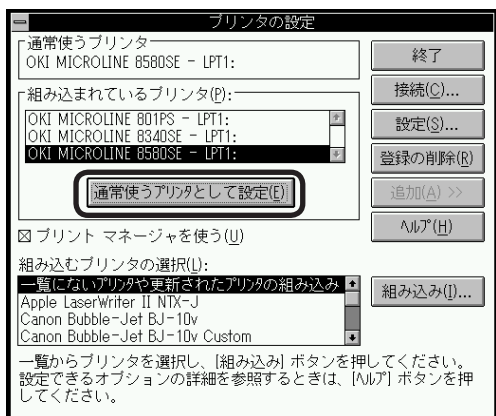 プリンタの設定
通常使うプリンタ
OKI MICROLINE 8580SE - LPT1:
組み込まれているプリンタ(P):
OKI MICROLINE 801PS - LPT1:
OKI MICROLINE 8340SE - LPT1:
OKI MICROLINE 8580SE - LPT1:
通常使うプリンタとして設定(E)
プリント マネージャを使う(U)
組み込むプリンタの選択(L):
一覧にないプリンタや更新されたプリンタの組み込み
Apple LaserWriter II NTX-J
Canon Bubble-Jet BJ-10v
Canon Bubble-Jet BJ-10v Custom
終了
接続(C)...
設定(S)...
登録の削除(R)
追加(A) >>
ヘルプ(H)
組み込み(I)...
一覧からプリンタを選択し、[組み込み] ボタンを押してください。
設定できるオプションの詳細を参照するときは、[ヘルプ] ボタンを押
してください。